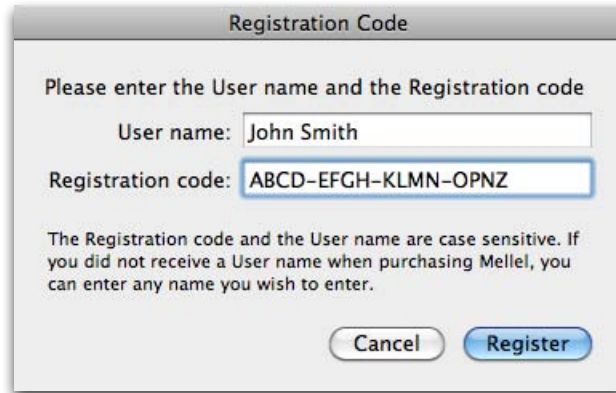 Registration Code
Please enter the User name and the Registration code
User name: John Smith
Registration code: ABCD-EFGH-KLMN-OPNZ
The Registration code and the User name are case sensitive. If
you did not receive a User name when purchasing Mellel, you
can enter any name you wish to enter.
Cancel Register